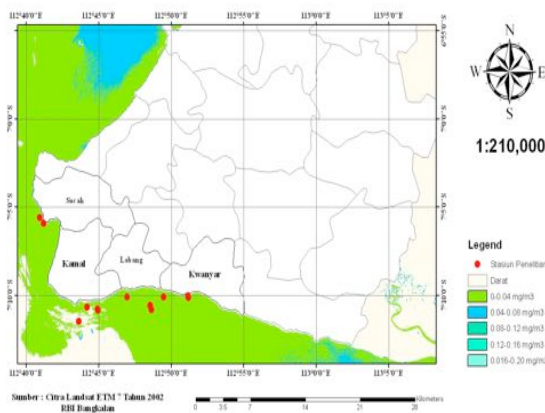 112°40'0"E 112°45'0"E 112°50'0"E 112°55'0"E 113°0'0"E 113°5'0"E
N
W E
S
1:210,000
Socah
Kamal
Labang
Kwanyar
Legend
Stasiun Penelitian
Darat
0-0.04 mg/m3
0.04-0.08 mg/m3
0.08-0.12 mg/m3
0.12-0.16 mg/m3
0.016-0.20 mg/m3
112°40'0"E 112°45'0"E 112°50'0"E 112°55'0"E 113°0'0"E 113°5'0"E
Sumber : Citra Landsat ETM + Tahun 2002
RBI Bangkalan
0 3.5 7 14 21 28
Kilometers